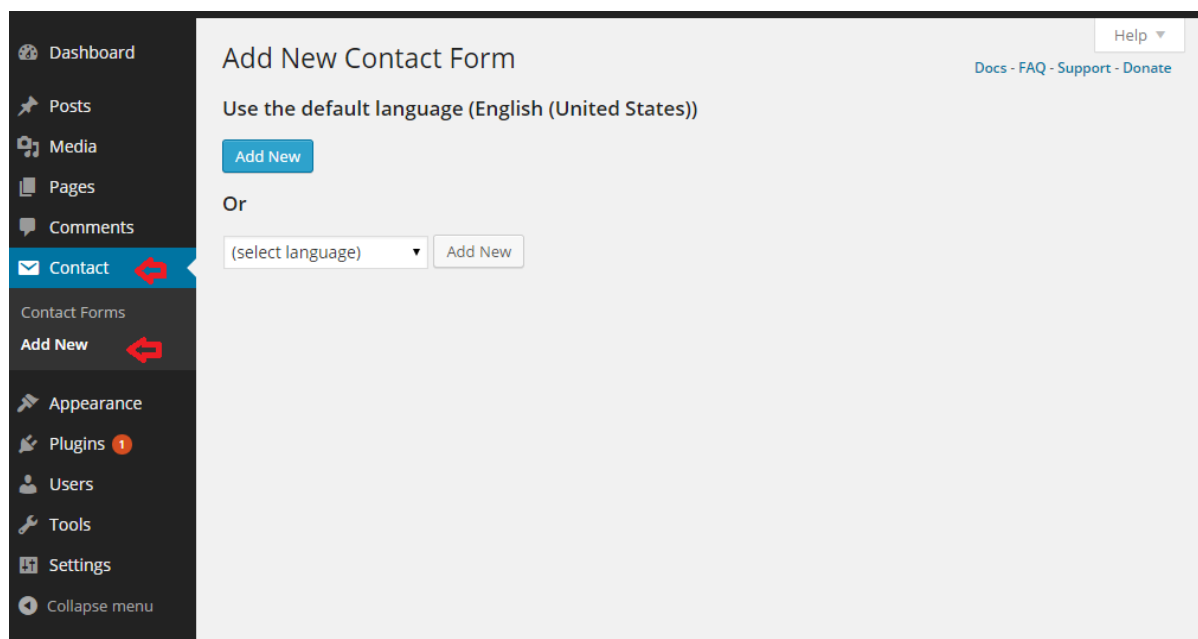 Dashboard
Posts
Media
Pages
Comments
Contact
Contact Forms
Add New
Appearance
Plugins 1
Users
Tools
Settings
Collapse menu
Help
Add New Contact Form
Docs - FAQ - Support - Donate
Use the default language (English (United States))
Add New
Or
(select language) Add New